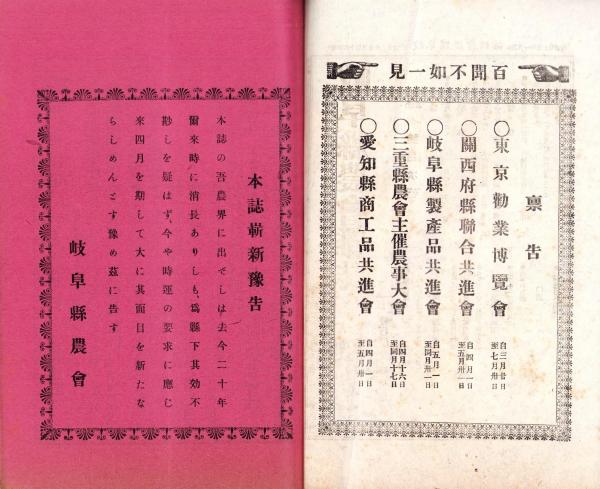 百聞不如一見
稟告
〇東京勸業博覽會 自三月廿日至七月卅日
〇關西府縣聯合共進會 自四月一日至五月卅日
〇岐阜縣製產品共進會 自五月一日至同月卅一日
〇三重縣農會主催農事大會 自四月十六日至同月十七日
〇愛知縣商工品共進會 自四月一日至五月卅日
本誌嶄新豫告
本誌の吾農界に出でしは去今二十年
爾來時に消長ありしも、爲縣下其効不
尠しを疑はず、今や時運の要求に應じ
來四月を期して大に其面目を新たな
らしめんとす豫め茲に告す
岐阜縣農會